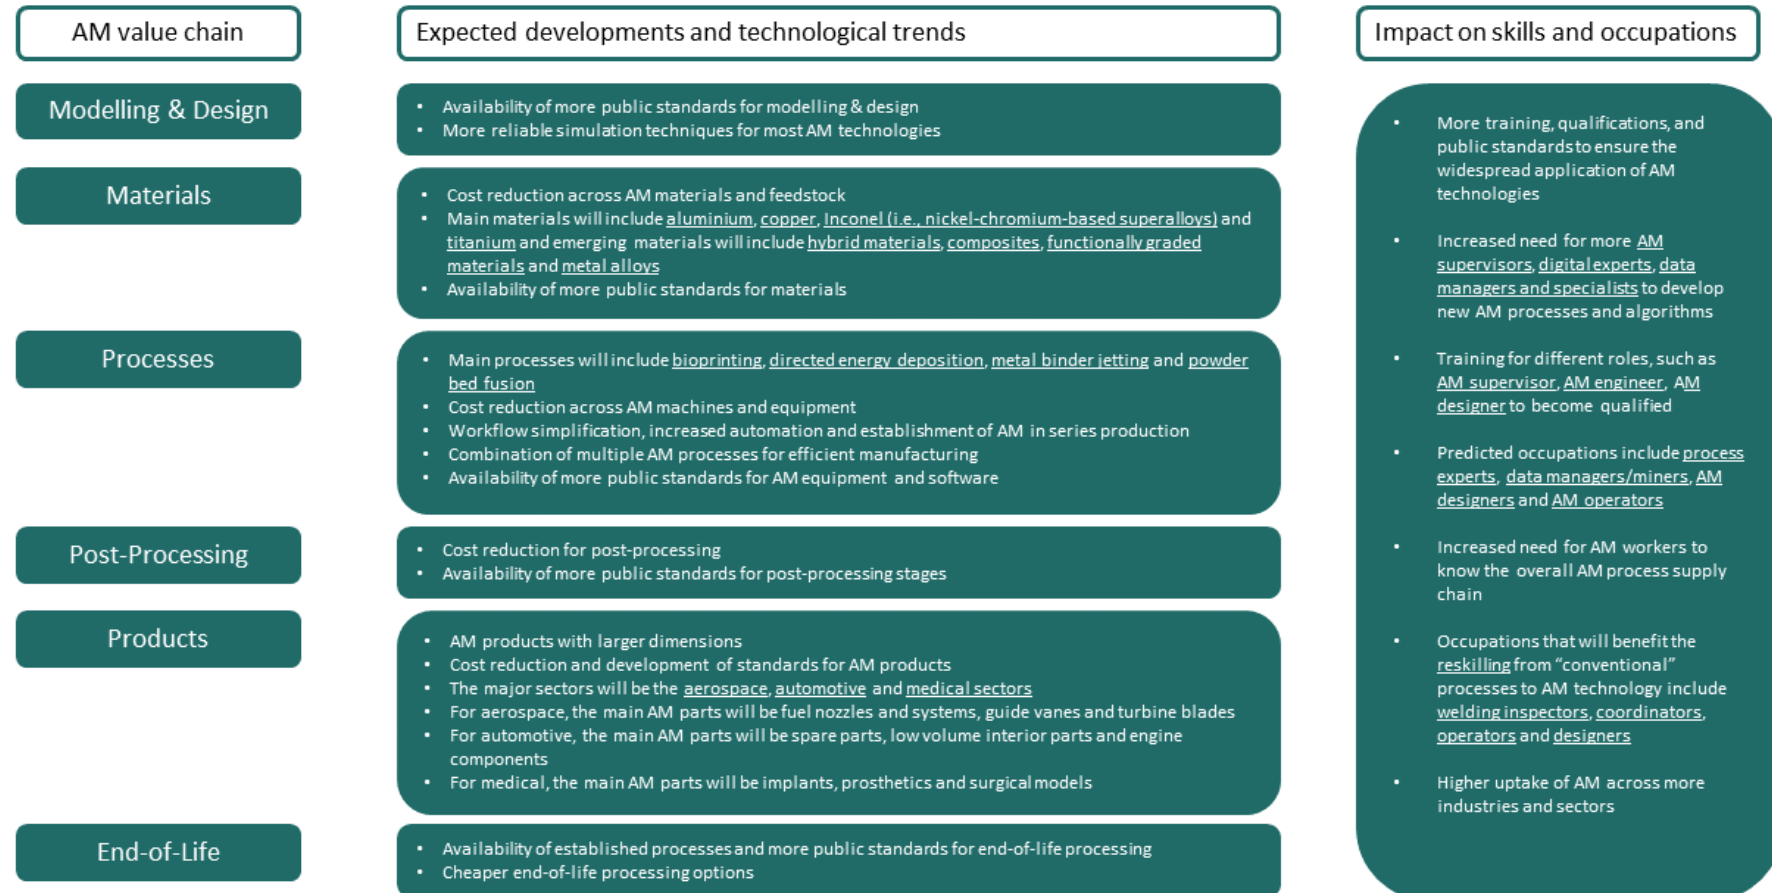 AM value chain
Expected developments and technological trends
Impact on skills and occupations
Modelling & Design
• Availability of more public standards for modelling & design
• More reliable simulation techniques for most AM technologies
Materials
• Cost reduction across AM materials and feedstock
• Main materials will include aluminium, copper, Inconel (i.e., nickel-chromium-based superalloys) and
titanium and emerging materials will include hybrid materials, composites, functionally graded
materials and metal alloys
• Availability of more public standards for materials
Processes
• Main processes will include bioprinting, directed energy deposition, metal binder jetting and powder
bed fusion
• Cost reduction across AM machines and equipment
• Workflow simplification, increased automation and establishment of AM in series production
• Combination of multiple AM processes for efficient manufacturing
• Availability of more public standards for AM equipment and software
Post-Processing
• Cost reduction for post-processing
• Availability of more public standards for post-processing stages
Products
• AM products with larger dimensions
• Cost reduction and development of standards for AM products
• The major sectors will be the aerospace, automotive and medical sectors
• For aerospace, the main AM parts will be fuel nozzles and systems, guide vanes and turbine blades
• For automotive, the main AM parts will be spare parts, low volume interior parts and engine
components
• For medical, the main AM parts will be implants, prosthetics and surgical models
End-of-Life
• Availability of established processes and more public standards for end-of-life processing
• Cheaper end-of-life processing options
• More training, qualifications, and
public standards to ensure the
widespread application of AM
technologies
• Increased need for more AM
supervisors, digital experts, data
managers and specialists to develop
new AM processes and algorithms
• Training for different roles, such as
AM supervisor, AM engineer, AM
designer to become qualified
• Predicted occupations include process
experts, data managers/miners, AM
designers and AM operators
• Increased need for AM workers to
know the overall AM process supply
chain
• Occupations that will benefit the
reskilling from “conventional”
processes to AM technology include
welding inspectors, coordinators,
operators and designers
• Higher uptake of AM across more
industries and sectors